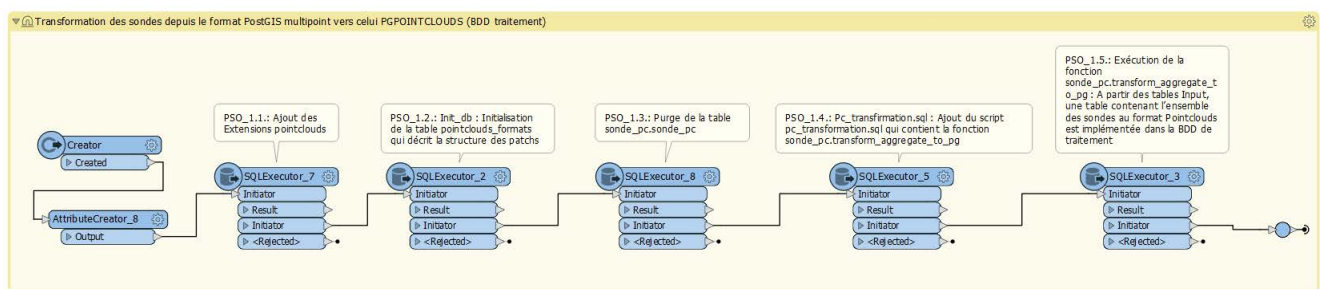 Transformation des sondes depuis le format PostGIS multipoint vers celui PGPOINTCLOUDS (BDD traitement)
PSO_1.1.: Ajout des
Extensions pointclouds
PSO_1.2.: Init_db : Initialisation
de la table pointclouds_formats
qui décrit la structure des patchs
PSO_1.3.: Purge de la table
sonde_pc.sonde_pc
PSO_1.4.: Pc_transfirmation.sql : Ajout du script
pc_transformation.sql qui contient la fonction
sonde_pc.transform_aggregate_to_pg
PSO_1.5.: Exécution de la
fonction
sonde_pc.transform_aggregate_t
o_pg : A partir des tables Input,
une table contenant l'ensemble
des sondes au format Pointclouds
est implémentée dans la BDD de
traitement
Creator
Created
AttributeCreator_8
Output
SQLExecutor_7
Initiator
Result
Initiator
<Rejected>
SQLExecutor_2
Initiator
Result
Initiator
<Rejected>
SQLExecutor_8
Initiator
Result
Initiator
<Rejected>
SQLExecutor_5
Initiator
Result
Initiator
<Rejected>
SQLExecutor_3
Initiator
Result
Initiator
<Rejected>